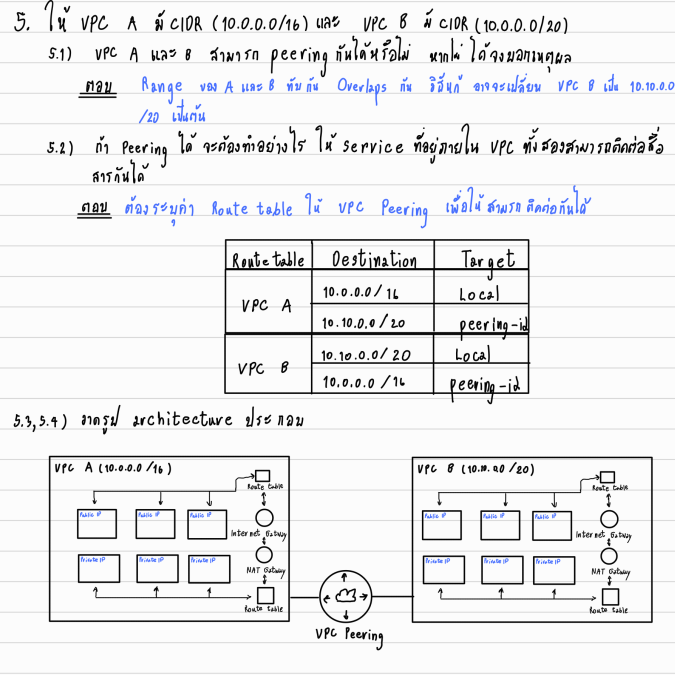 5. ให้ VPC A มี CIDR (10.0.0.0/16) และ VPC B มี CIDR (10.0.0.0/20)
5.1) VPC A และ B สามารถ peering กันได้หรือไม่ หากไม่ได้จงบอกเหตุผล
ตอบ Range ของ A และ B ทับกัน Overlaps กัน วิธีแก้ อาจจะเปลี่ยน VPC B เป็น 10.10.0.0
/20 เป็นต้น
5.2) ถ้า Peering ได้ จะต้องทำอย่างไร ให้ service ที่อยู่ภายใน VPC ทั้งสองสามารถติดต่อสื่อ
สารกันได้
ตอบ ต้องระบุค่า Route table ให้ VPC Peering เพื่อให้สามารถติดต่อกันได้
Route table Destination Target
VPC A
10.0.0.0/16 Local
10.10.0.0/20 peering-id
VPC B
10.10.0.0/20 Local
10.0.0.0/16 peering-id
5.3,5.4) วาดรูป architecture ประกอบ
VPC A (10.0.0.0/16)
Route table
Public IP Public IP Public IP
Internet Gatway
Private IP Private IP Private IP
NAT Gatway
Route table
VPC Peering
VPC B (10.10.0.0/20)
Route table
Public IP Public IP Public IP
Internet Gatway
Private IP Private IP Private IP
NAT Gatway
Route table